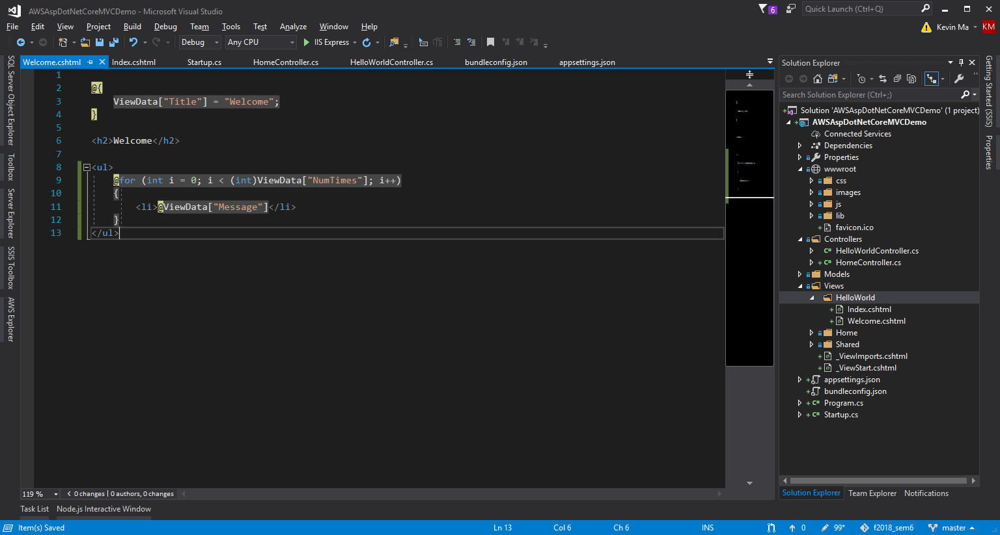 AWSAspDotNetCoreMVCDemo - Microsoft Visual Studio
6
Quick Launch (Ctrl+Q)
File Edit View Project Build Debug Team Tools Test Analyze Window Help
Kevin Ma
KM
Debug Any CPU IIS Express
Welcome.cshtml Index.cshtml Startup.cs HomeController.cs HelloWorldController.cs bundleconfig.json appsettings.json
SQL Server Object Explorer
Toolbox
Server Explorer
SSIS Toolbox
AWS Explorer
1
2 @{
3 ViewData["Title"] = "Welcome";
4 }
5
6 <h2>Welcome</h2>
7
8 <ul>
9 @for (int i = 0; i < (int)ViewData["NumTimes"]; i++)
10 {
11 <li>@ViewData["Message"]</li>
12 }
13 </ul>
119 % 0 changes | 0 authors, 0 changes
Solution Explorer
Search Solution Explorer (Ctrl+;)
Solution 'AWSAspDotNetCoreMVCDemo' (1 project)
AWSAspDotNetCoreMVCDemo
Connected Services
Dependencies
Properties
wwwroot
css
images
js
lib
favicon.ico
Controllers
C# HelloWorldController.cs
C# HomeController.cs
Models
Views
HelloWorld
Index.cshtml
Welcome.cshtml
Home
Shared
_ViewImports.cshtml
_ViewStart.cshtml
appsettings.json
bundleconfig.json
C# Program.cs
C# Startup.cs
Solution Explorer Team Explorer Notifications
Getting Started (SSIS)
Properties
Task List Node.js Interactive Window
Item(s) Saved Ln 13 Col 6 Ch 6 INS 0 99* f2018_sem6 master